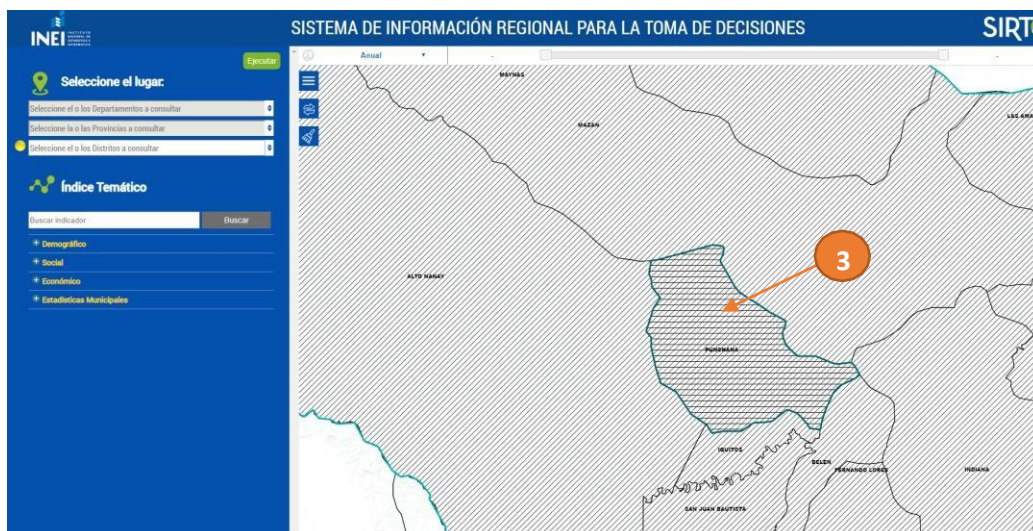 INEI
SISTEMA DE INFORMACIÓN REGIONAL PARA LA TOMA DE DECISIONES
Ejecutar
Anual
Seleccione el lugar:
Seleccione el o los Departamentos a consultar
Seleccione la o las Provincias a consultar
Seleccione el o los Distritos a consultar
Índice Temático
Buscar Indicador
Buscar
Demográfico
Social
Económico
Estadísticas Municipales
MAYNAS
MAZAN
LAS AMA
ALTO NANAY
3
PUNCHANA
IQUITOS
BELEN
FERNANDO LORES
INDIANA
SAN JUAN BAUTISTA